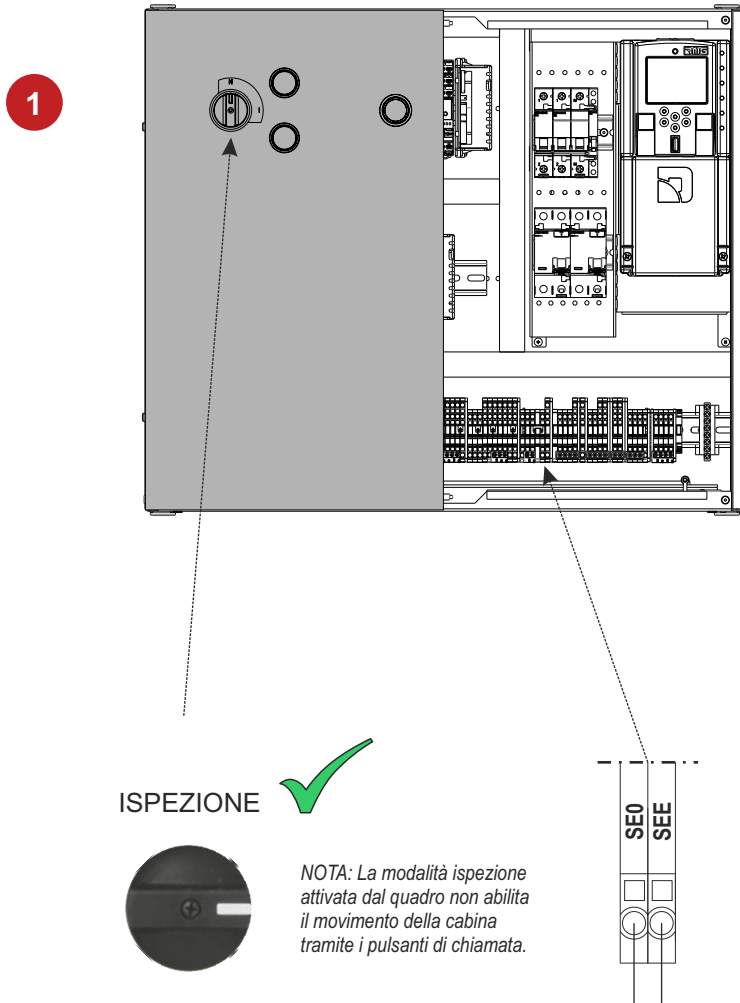 1
ISPEZIONE
NOTA: La modalità ispezione
attivata dal quadro non abilita
il movimento della cabina
tramite i pulsanti di chiamata.
SE0
SEE